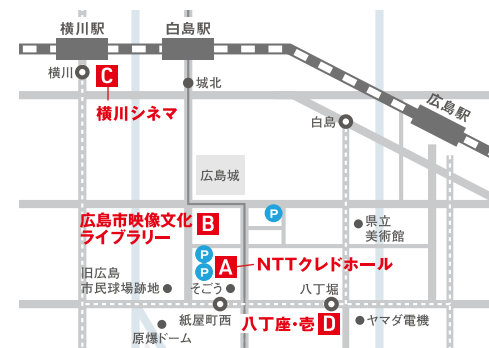 横川駅
白島駅
横川
C
城北
横川シネマ
広島駅
白島
広島城
P
広島市映像文化
ライブラリー
B
県立
美術館
P
P
A
NTTクレドホール
旧広島
市民球場跡地
そごう
八丁堀
紙屋町西
八丁座・壱
D
ヤマダ電機
原爆ドーム